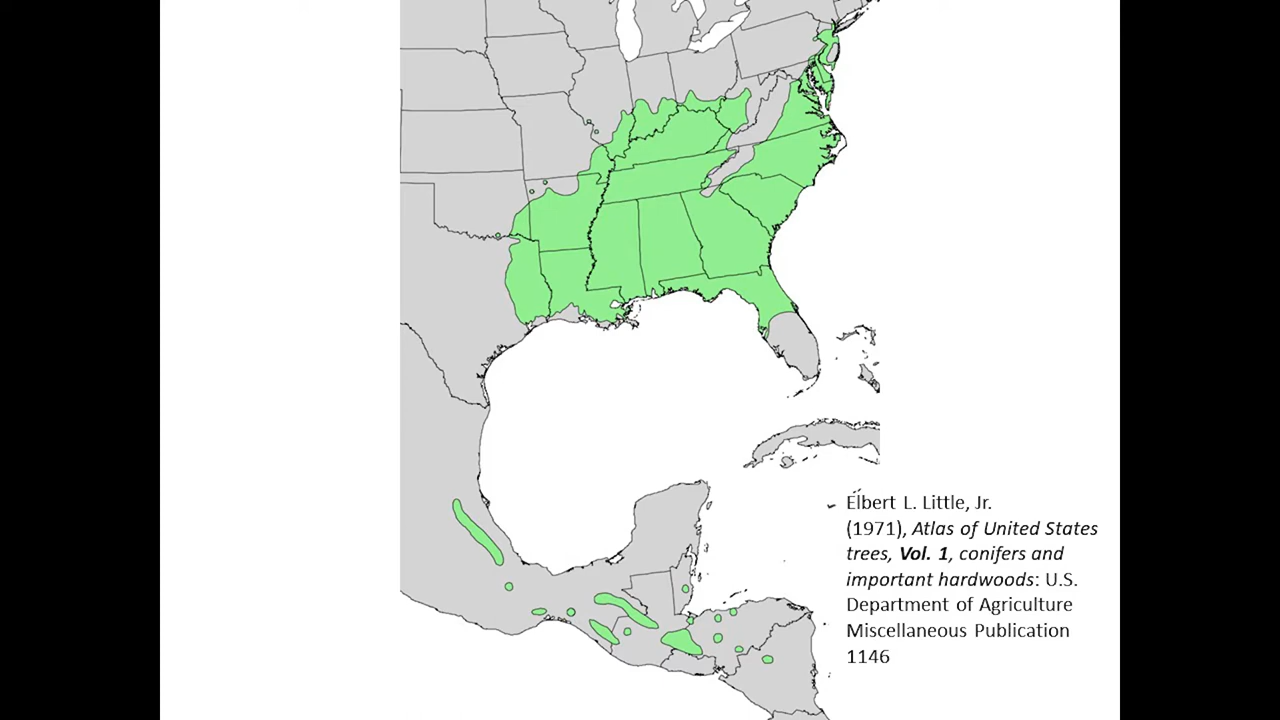 Elbert L. Little, Jr.
(1971), Atlas of United States
trees, Vol. 1, conifers and
important hardwoods: U.S.
Department of Agriculture
Miscellaneous Publication
1146